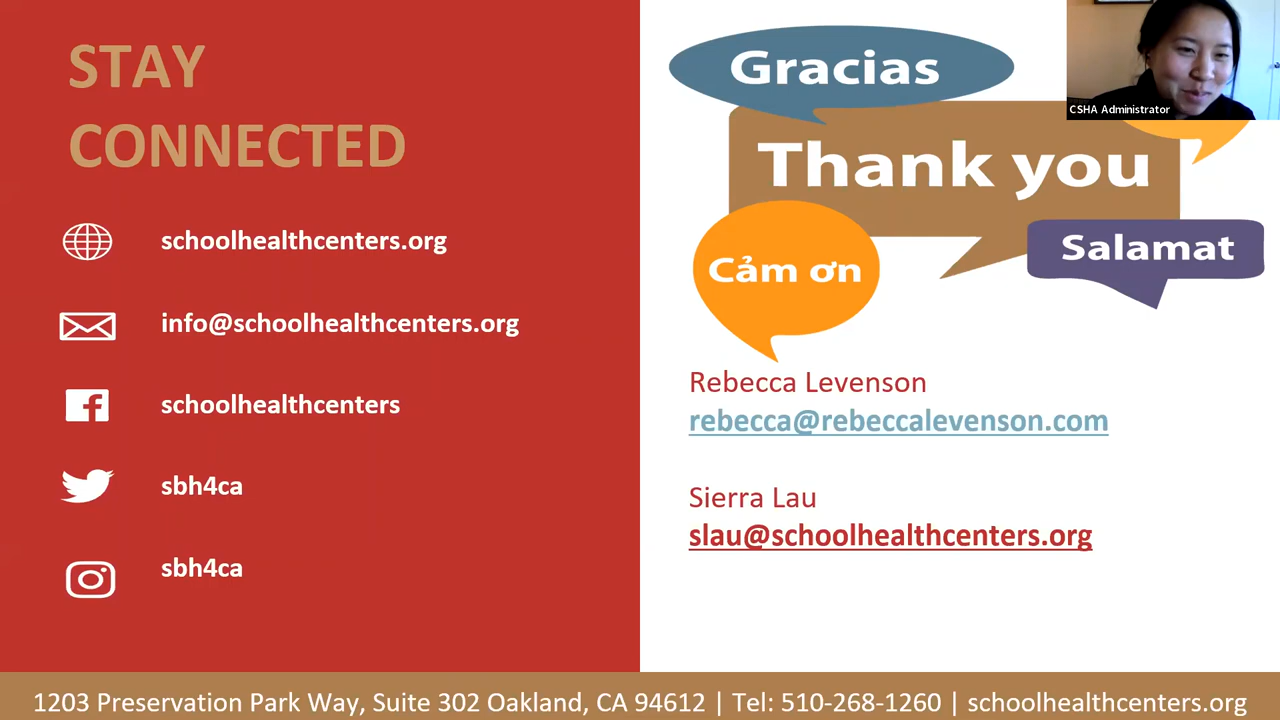 STAY
CONNECTED
schoolhealthcenters.org
info@schoolhealthcenters.org
schoolhealthcenters
sbh4ca
sbh4ca
Gracias
Thank you
Cảm ơn
Salamat
CSHA Administrator
Rebecca Levenson
rebecca@rebeccalevenson.com
Sierra Lau
slau@schoolhealthcenters.org
1203 Preservation Park Way, Suite 302 Oakland, CA 94612 | Tel: 510-268-1260 | schoolhealthcenters.org